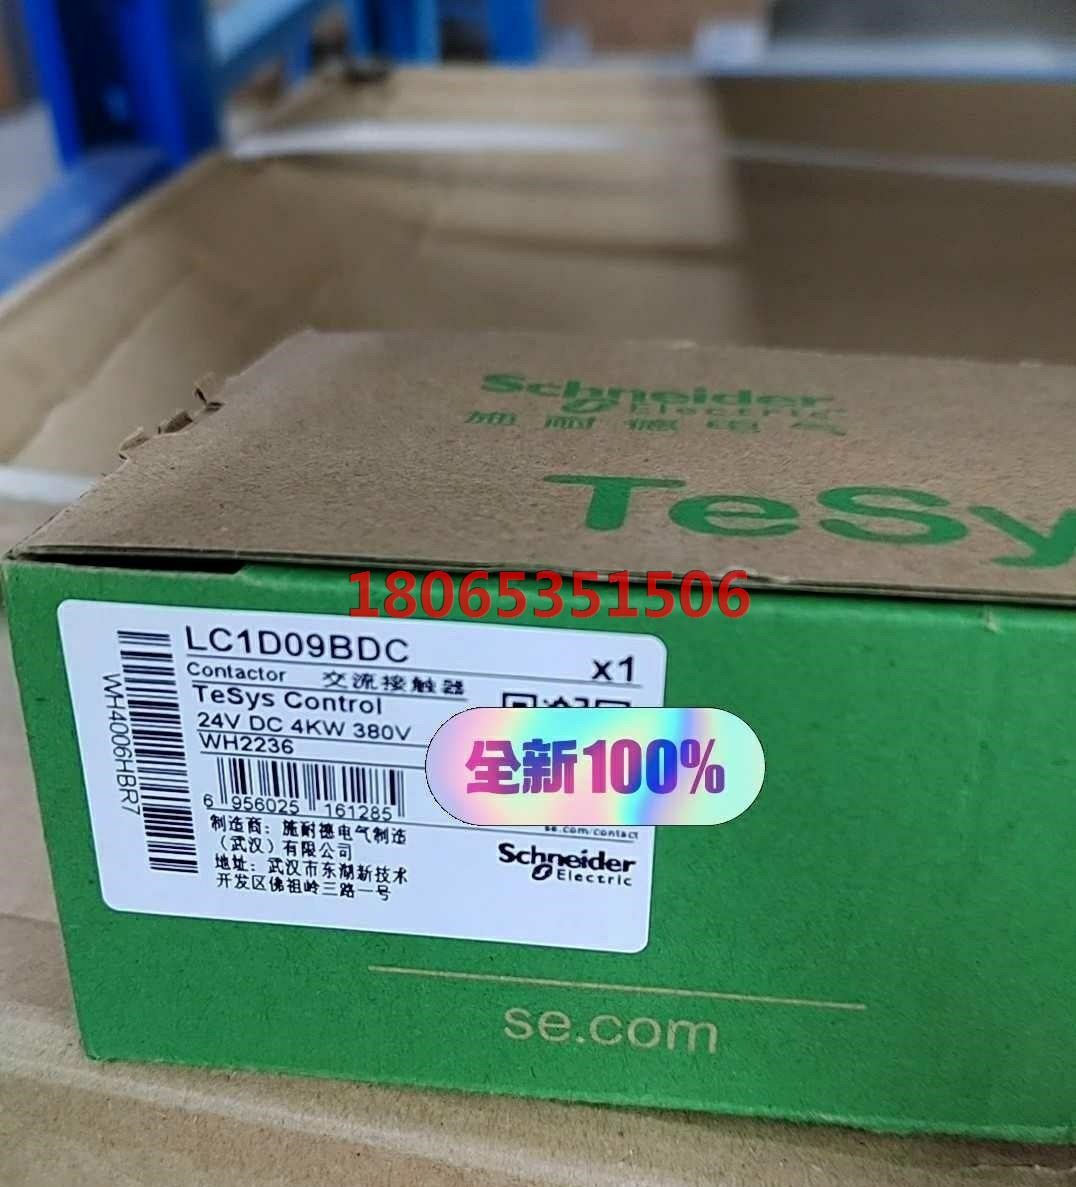 Schneider
Electric
施耐德电气
TeSy
18065351506
LC1D09BDC
x1
Contactor 交流接触器
TeSys Control
24V DC 4KW 380V
WH2236
WH4006HBR7
全新100%
6 956025 161285
se.com/contact
制造商：施耐德电气制造
（武汉）有限公司
地址：武汉市东湖新技术
开发区佛祖岭三路一号
Schneider
Electric
se.com